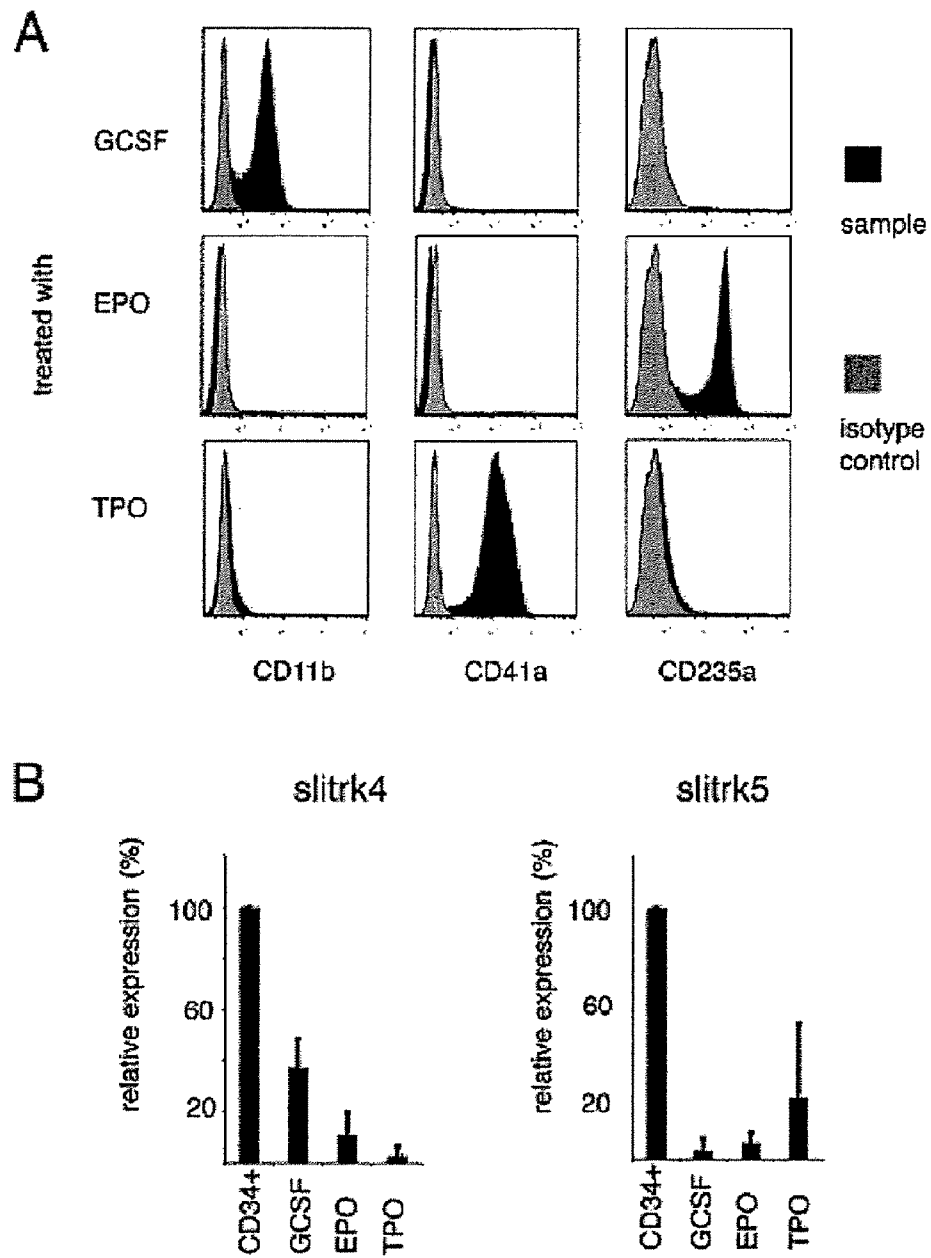 A
GCSF
EPO
TPO
treated with
sample
isotype
control
CD11b
CD41a
CD235a
B
slitrk4
slitrk5
relative expression (%)
100
60
20
CD34+
GCSF
EPO
TPO
relative expression (%)
100
60
20
CD34+
GCSF
EPO
TPO